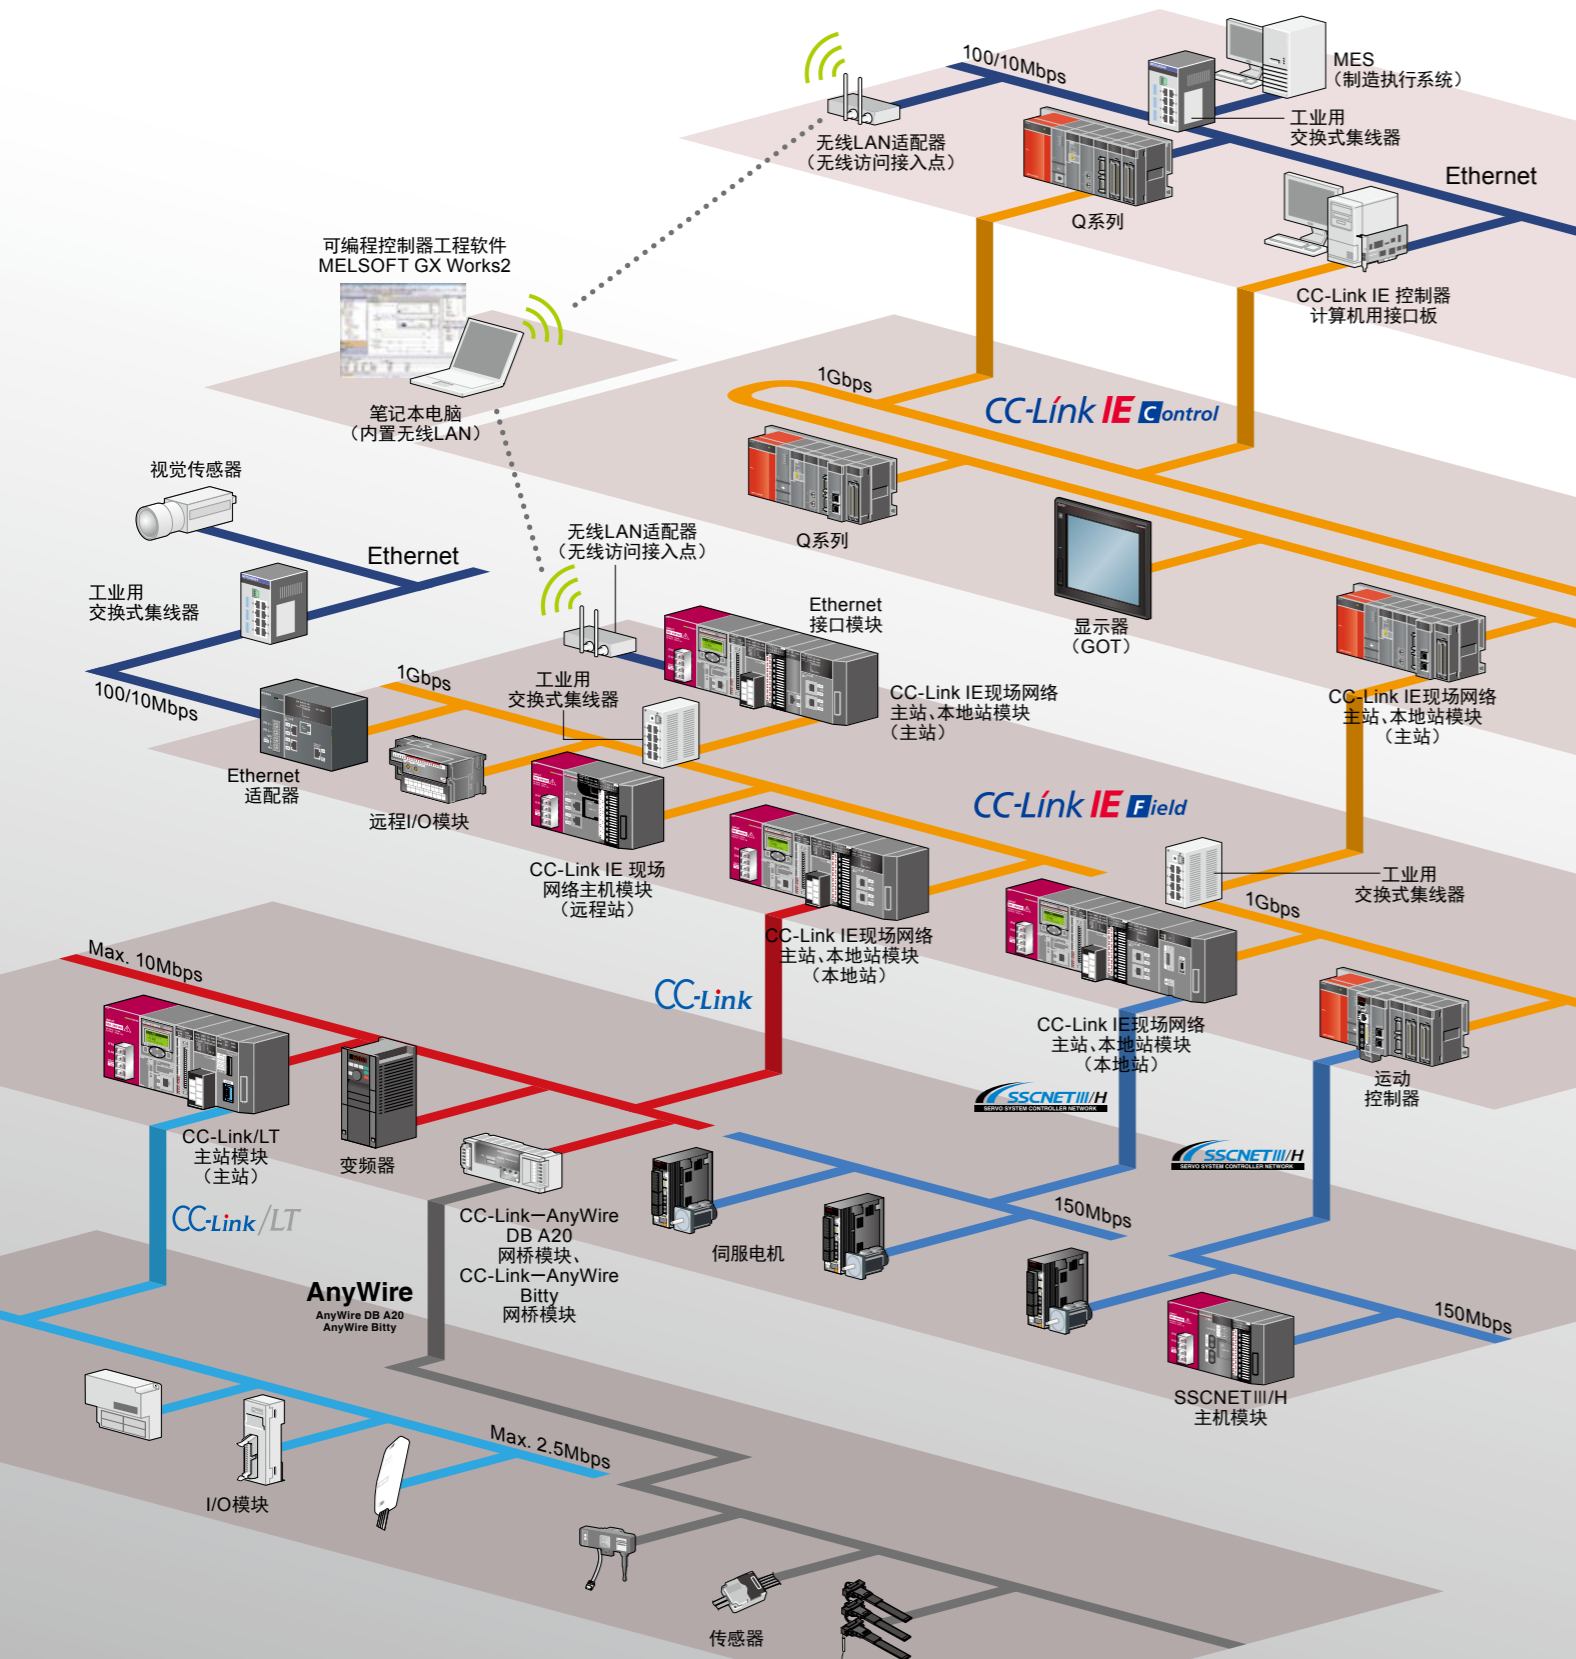 100/10Mbps
MES
（制造执行系统）
工业用
交换式集线器
无线LAN适配器
（无线访问接入点）
Ethernet
Q系列
可编程控制器工程软件
MELSOFT GX Works2
CC-Link IE 控制器
计算机用接口板
1Gbps
CC-Link IE Control
笔记本电脑
（内置无线LAN）
视觉传感器
Q系列
无线LAN适配器
（无线访问接入点）
Ethernet
工业用
交换式集线器
Ethernet
接口模块
显示器
（GOT）
1Gbps
工业用
交换式集线器
100/10Mbps
CC-Link IE现场网络
主站、本地站模块
（主站）
CC-Link IE现场网络
主站、本地站模块
（主站）
Ethernet
适配器
远程I/O模块
CC-Link IE Field
CC-Link IE 现场
网络主机模块
（远程站）
工业用
交换式集线器
1Gbps
CC-Link IE现场网络
主站、本地站模块
（本地站）
Max. 10Mbps
CC-Link
CC-Link IE现场网络
主站、本地站模块
（本地站）
运动
控制器
SSCNETIII/H
SERVO SYSTEM CONTROLLER NETWORK
SSCNETIII/H
SERVO SYSTEM CONTROLLER NETWORK
CC-Link/LT
主站模块
（主站）
变频器
CC-Link/LT
CC-Link－AnyWire
DB A20
网桥模块、
CC-Link－AnyWire
Bitty
网桥模块
150Mbps
伺服电机
AnyWire
AnyWire DB A20
AnyWire Bitty
150Mbps
SSCNETIII/H
主机模块
Max. 2.5Mbps
I/O模块
传感器